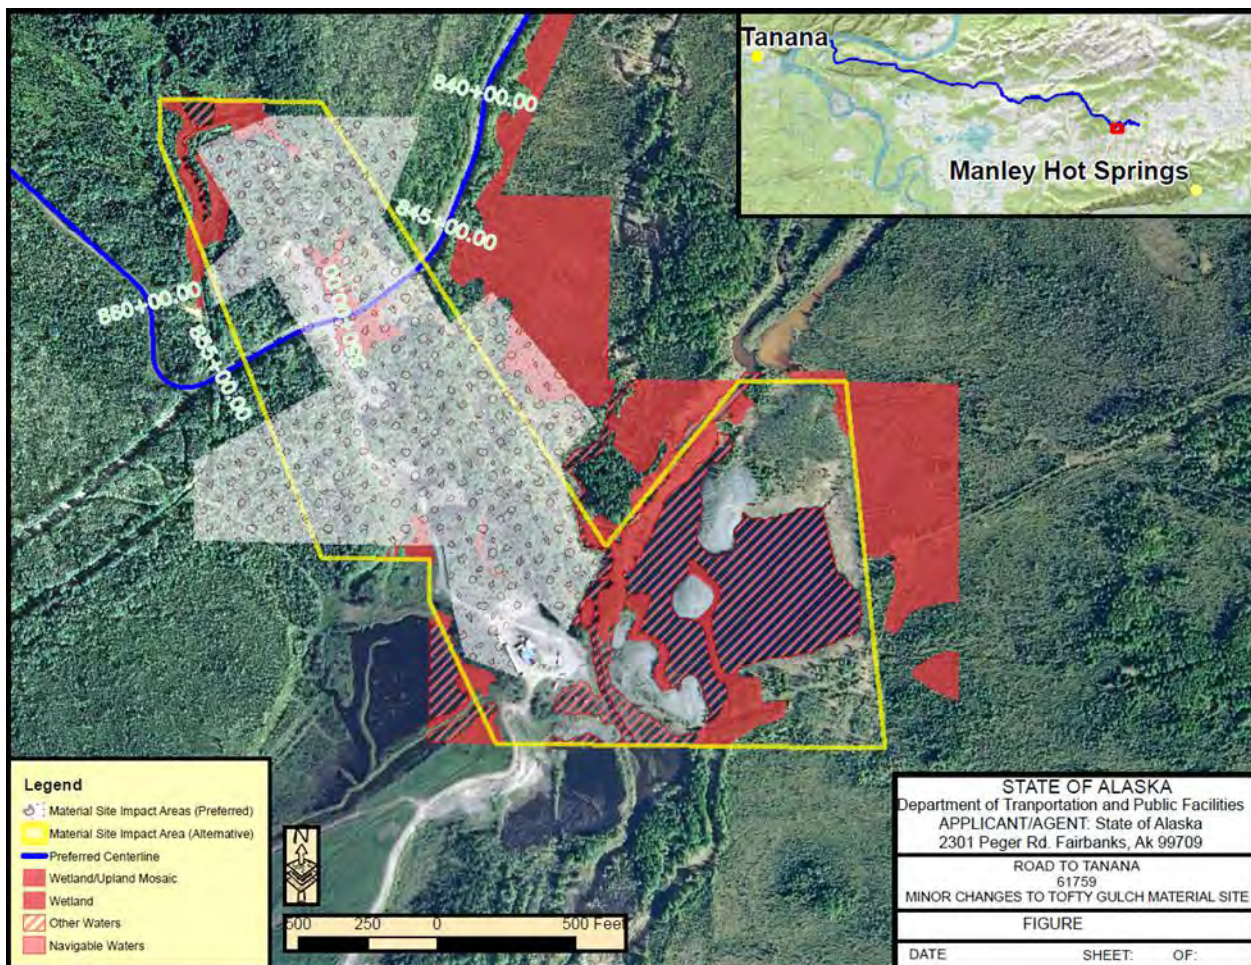 Tanana
Manley Hot Springs
840+00.00
845+00.00
850+00.00
855+00.00
860+00.00
Legend
Material Site Impact Areas (Preferred)
Material Site Impact Area (Alternative)
Preferred Centerline
Wetland/Upland Mosaic
Wetland
Other Waters
Navigable Waters
N
500 250 0 500 Feet
STATE OF ALASKA
Department of Tranportation and Public Facilities
APPLICANT/AGENT: State of Alaska
2301 Peger Rd. Fairbanks, Ak 99709
ROAD TO TANANA
61759
MINOR CHANGES TO TOFTY GULCH MATERIAL SITE
FIGURE
DATE SHEET: OF: